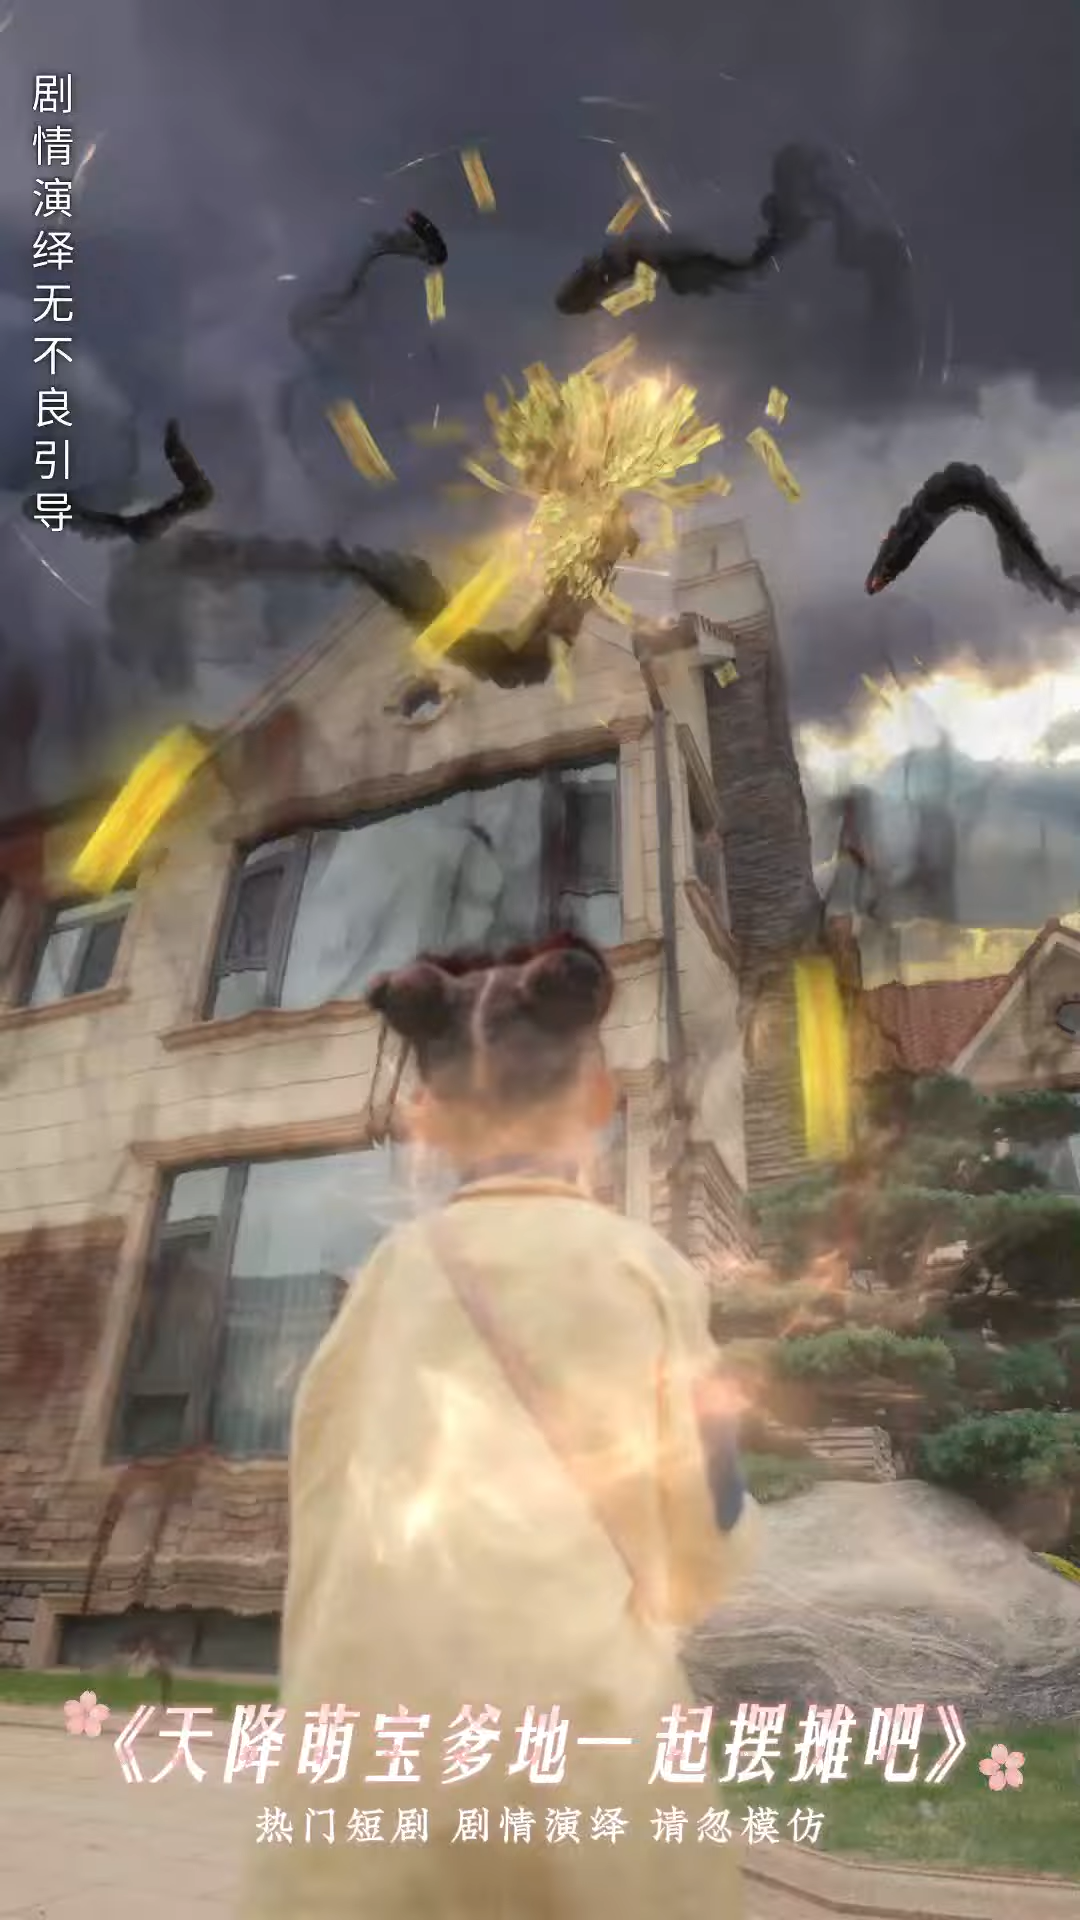 剧情演绎无不良引导
《天降萌宝爹地一起摆摊吧》
热门短剧 剧情演绎 请忽模仿